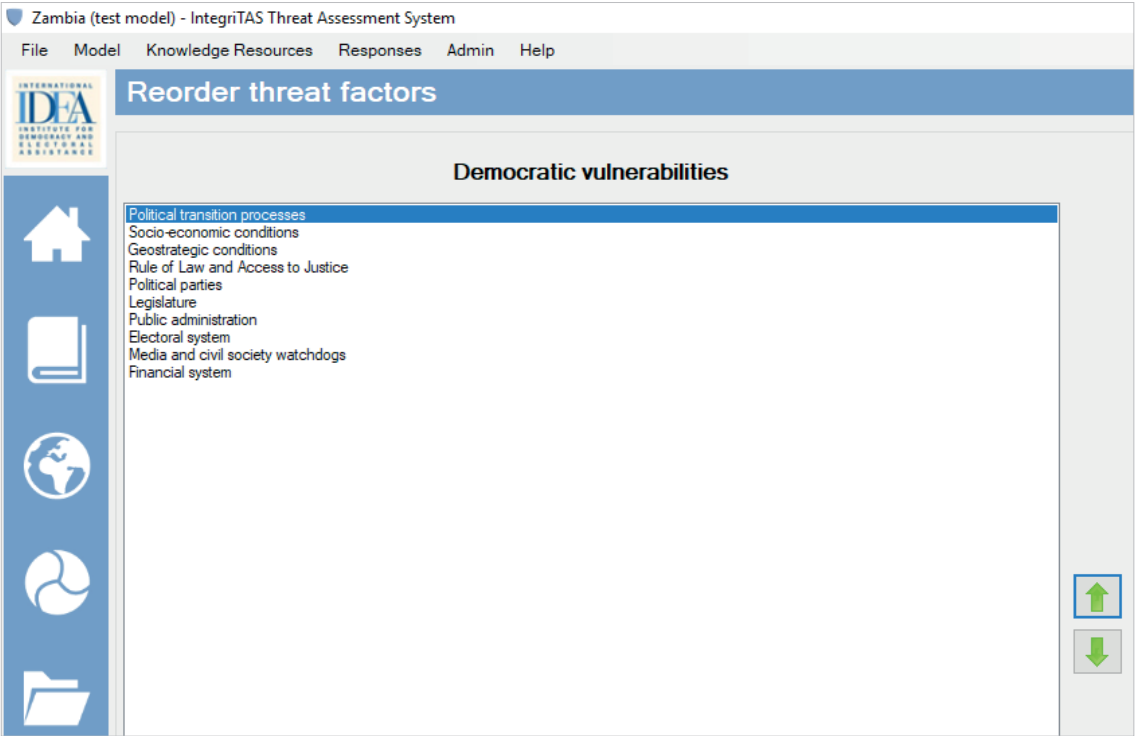 Zambia (test model) - IntegriTAS Threat Assessment System
File Model Knowledge Resources Responses Admin Help
INTERNATIONAL
IDEA
INSTITUTE FOR
DEMOCRACY AND
ELECTORAL
ASSISTANCE
Reorder threat factors
Democratic vulnerabilities
Political transition processes
Socio-economic conditions
Geostrategic conditions
Rule of Law and Access to Justice
Political parties
Legislature
Public administration
Electoral system
Media and civil society watchdogs
Financial system